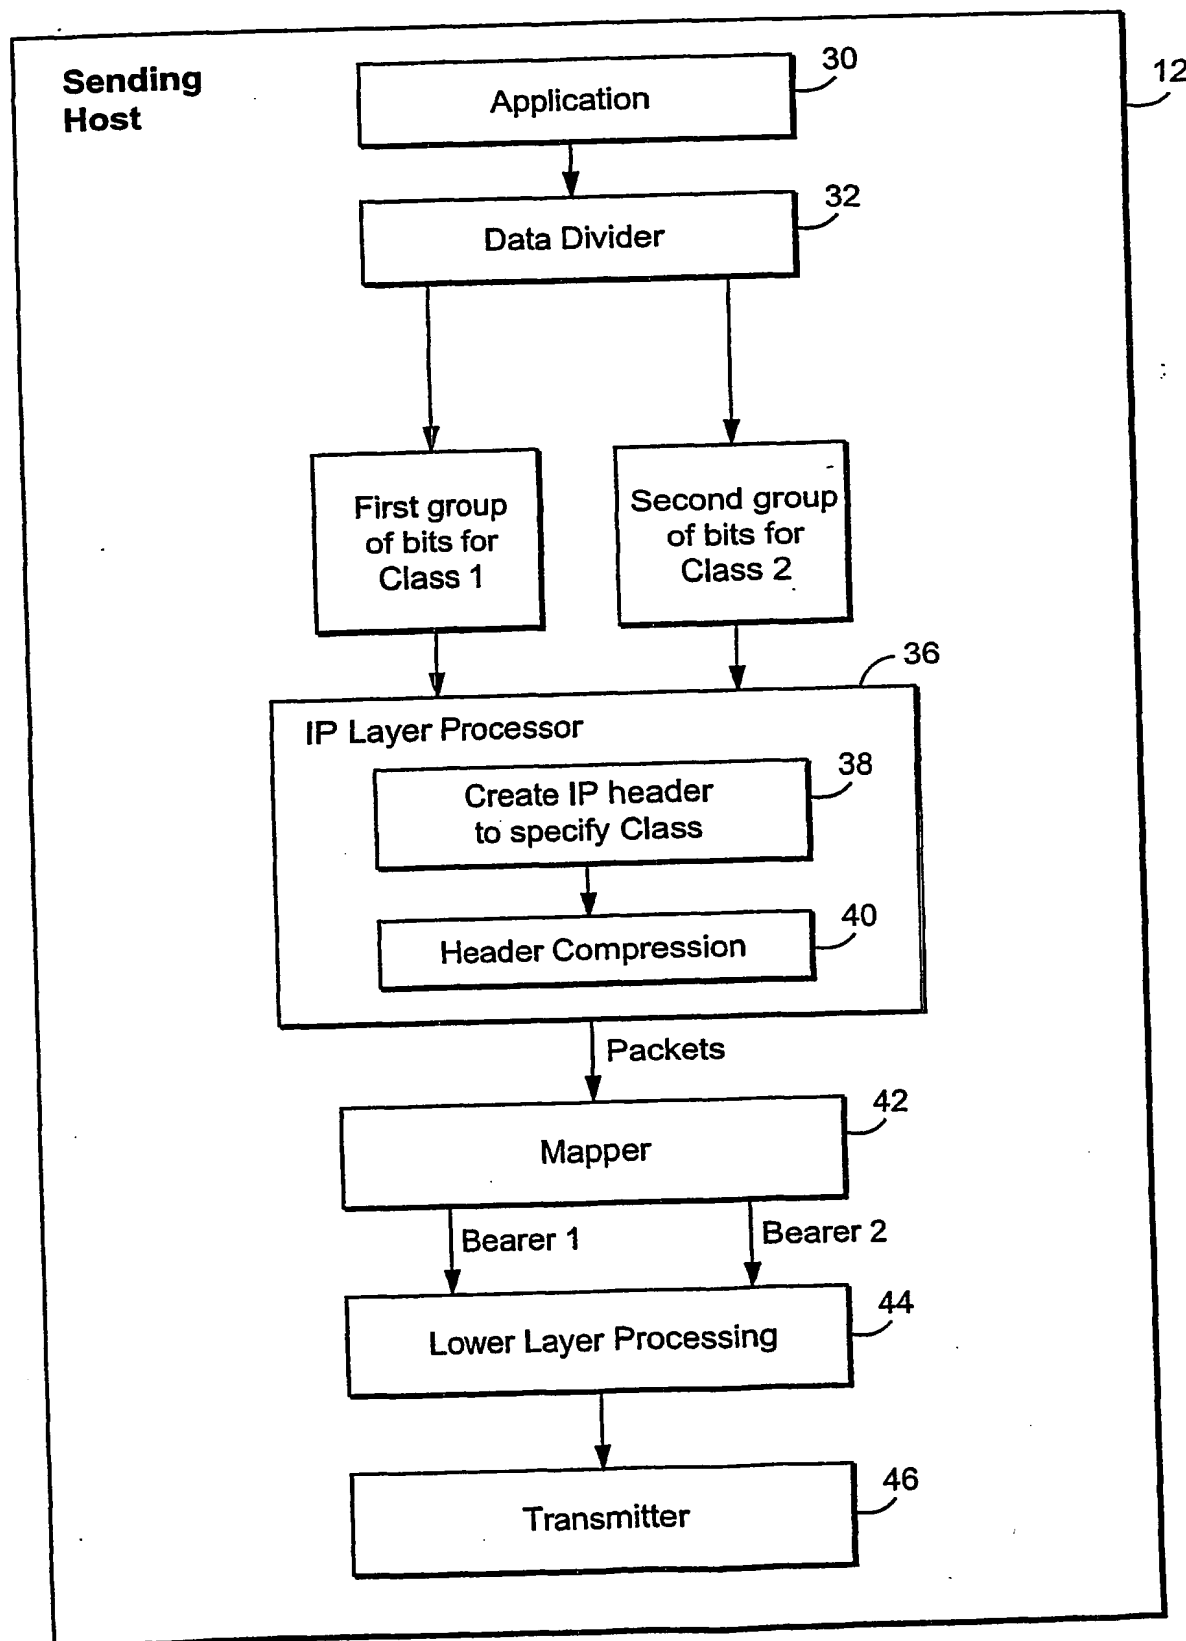 Sending
Host
12
Application
30
Data Divider
32
First group
of bits for
Class 1
Second group
of bits for
Class 2
36
IP Layer Processor
Create IP header
to specify Class
38
Header Compression
40
Packets
Mapper
42
Bearer 1
Bearer 2
Lower Layer Processing
44
Transmitter
46